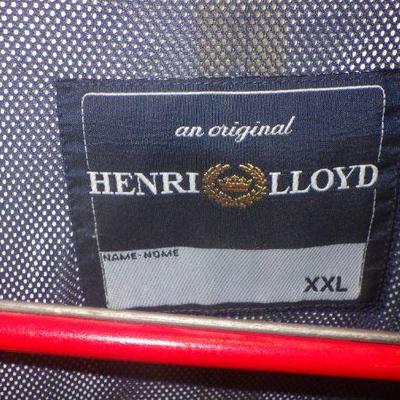 an original
HENRI LLOYD
NAME-NOME
XXL